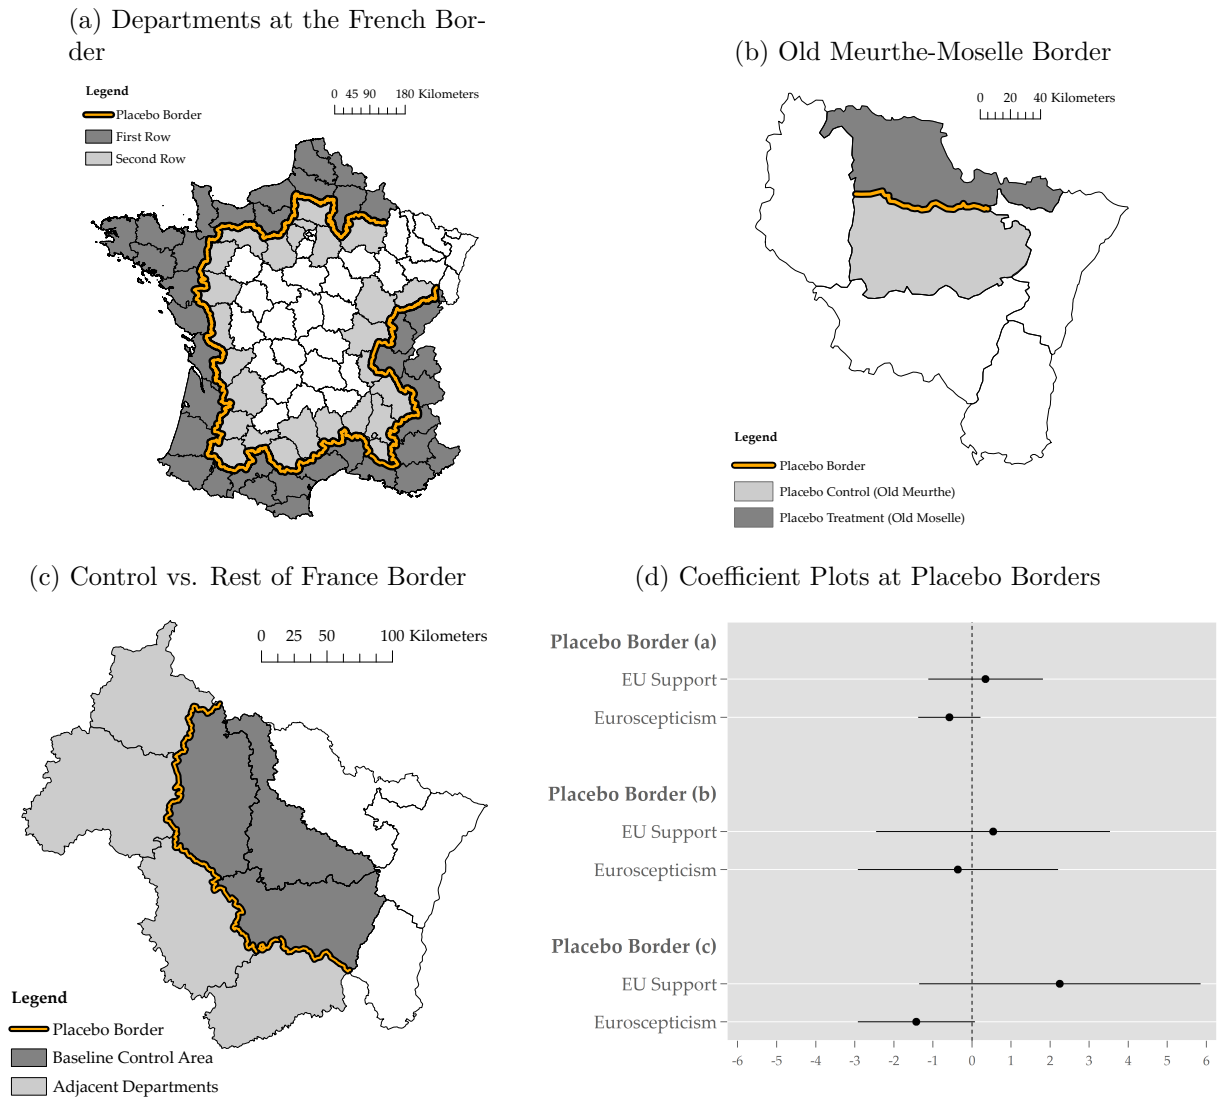 (a) Departments at the French Bor-
der
Legend
Placebo Border
First Row
Second Row
0 45 90 180 Kilometers
(b) Old Meurthe-Moselle Border
0 20 40 Kilometers
Legend
Placebo Border
Placebo Control (Old Meurthe)
Placebo Treatment (Old Moselle)
(c) Control vs. Rest of France Border
0 25 50 100 Kilometers
Legend
Placebo Border
Baseline Control Area
Adjacent Departments
(d) Coefficient Plots at Placebo Borders
Placebo Border (a)
EU Support
Euroscepticism
Placebo Border (b)
EU Support
Euroscepticism
Placebo Border (c)
EU Support
Euroscepticism
-6 -5 -4 -3 -2 -1 0 1 2 3 4 5 6